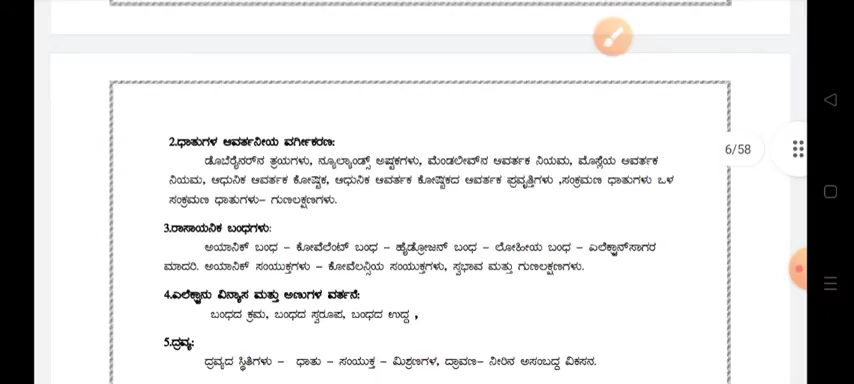 2.ಧಾತುಗಳ ಆವರ್ತನೀಯ ವರ್ಗೀಕರಣ:
ಡೊಬೆರೈನರ್‌ನ ತ್ರಯಗಳು, ನ್ಯೂಲ್ಯಾಂಡ್ಸ್ ಅಷ್ಟಕಗಳು, ಮೆಂಡಲೀವ್‌ನ ಆವರ್ತಕ ನಿಯಮ, ಮೊಸ್ಲೆಯ ಆವರ್ತಕ
ನಿಯಮ, ಆಧುನಿಕ ಆವರ್ತಕ ಕೋಷ್ಟಕ, ಆಧುನಿಕ ಆವರ್ತಕ ಕೋಷ್ಟಕದ ಆವರ್ತಕ ಪ್ರವೃತ್ತಿಗಳು ,ಸಂಕ್ರಮಣ ಧಾತುಗಳು ಒಳ
ಸಂಕ್ರಮಣ ಧಾತುಗಳು– ಗುಣಲಕ್ಷಣಗಳು.
6/58
3.ರಾಸಾಯನಿಕ ಬಂಧಗಳು:
ಅಯಾನಿಕ್ ಬಂಧ – ಕೋವೆಲೆಂಟ್ ಬಂಧ – ಹೈಡ್ರೋಜನ್ ಬಂಧ – ಲೋಹೀಯ ಬಂಧ – ಎಲೆಕ್ಟ್ರಾನ್‌ಸಾಗರ
ಮಾದರಿ. ಅಯಾನಿಕ್ ಸಂಯುಕ್ತಗಳು – ಕೋವೆಲನ್ಸಿಯ ಸಂಯುಕ್ತಗಳು, ಸ್ವಭಾವ ಮತ್ತು ಗುಣಲಕ್ಷಣಗಳು.
4.ಎಲೆಕ್ಟ್ರಾನು ವಿನ್ಯಾಸ ಮತ್ತು ಅಣುಗಳ ವರ್ತನೆ:
ಬಂಧದ ಕ್ರಮ, ಬಂಧದ ಸ್ವರೂಪ, ಬಂಧದ ಉದ್ದ ,
5.ದ್ರವ್ಯ:
ದ್ರವ್ಯದ ಸ್ಥಿತಿಗಳು – ಧಾತು – ಸಂಯುಕ್ತ – ಮಿಶ್ರಣಗಳ, ದ್ರಾವಣ– ನೀರಿನ ಅಸಂಬದ್ದ ವಿಕಸನ.